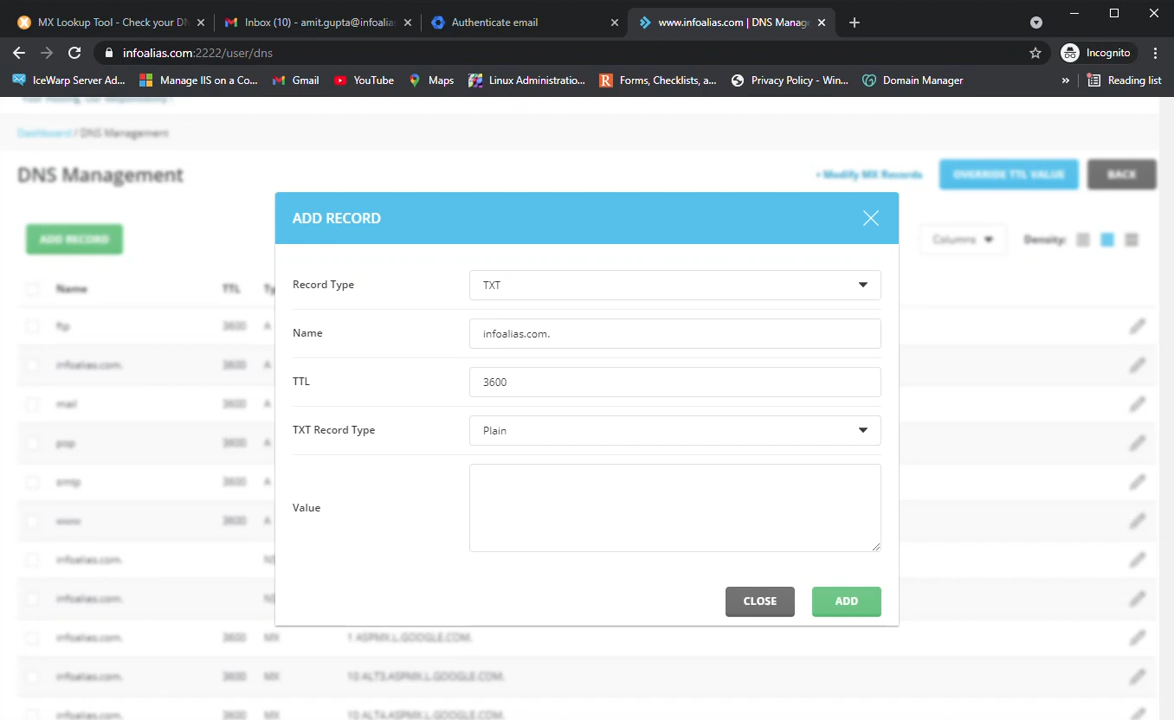 MX Lookup Tool - Check your DN
Inbox (10) - amit.gupta@infoalias
Authenticate email
www.infoalias.com | DNS Manage
infoalias.com:2222/user/dns
Incognito
IceWarp Server Ad...
Manage IIS on a Co...
Gmail
YouTube
Maps
Linux Administratio...
Forms, Checklists, a...
Privacy Policy - Win...
Domain Manager
»
Reading list
Dashboard / DNS Management
DNS Management
+ Modify MX Records
OVERRIDE TTL VALUE
BACK
ADD RECORD
Columns
Density:
Name
TTL
ftp 3600 A
infoalias.com. 3600 A
mail 3600 A
pop 3600 A
smtp 3600 A
www 3600 A
infoalias.com.
infoalias.com.
infoalias.com. 3600 MX 1 ASPMX.L.GOOGLE.COM.
infoalias.com. 3600 MX 10 ALT3.ASPMX.L.GOOGLE.COM.
infoalias.com. 3600 MX 10 ALT4.ASPMX.L.GOOGLE.COM.
ADD RECORD
Record Type
TXT
Name
infoalias.com.
TTL
3600
TXT Record Type
Plain
Value
CLOSE
ADD